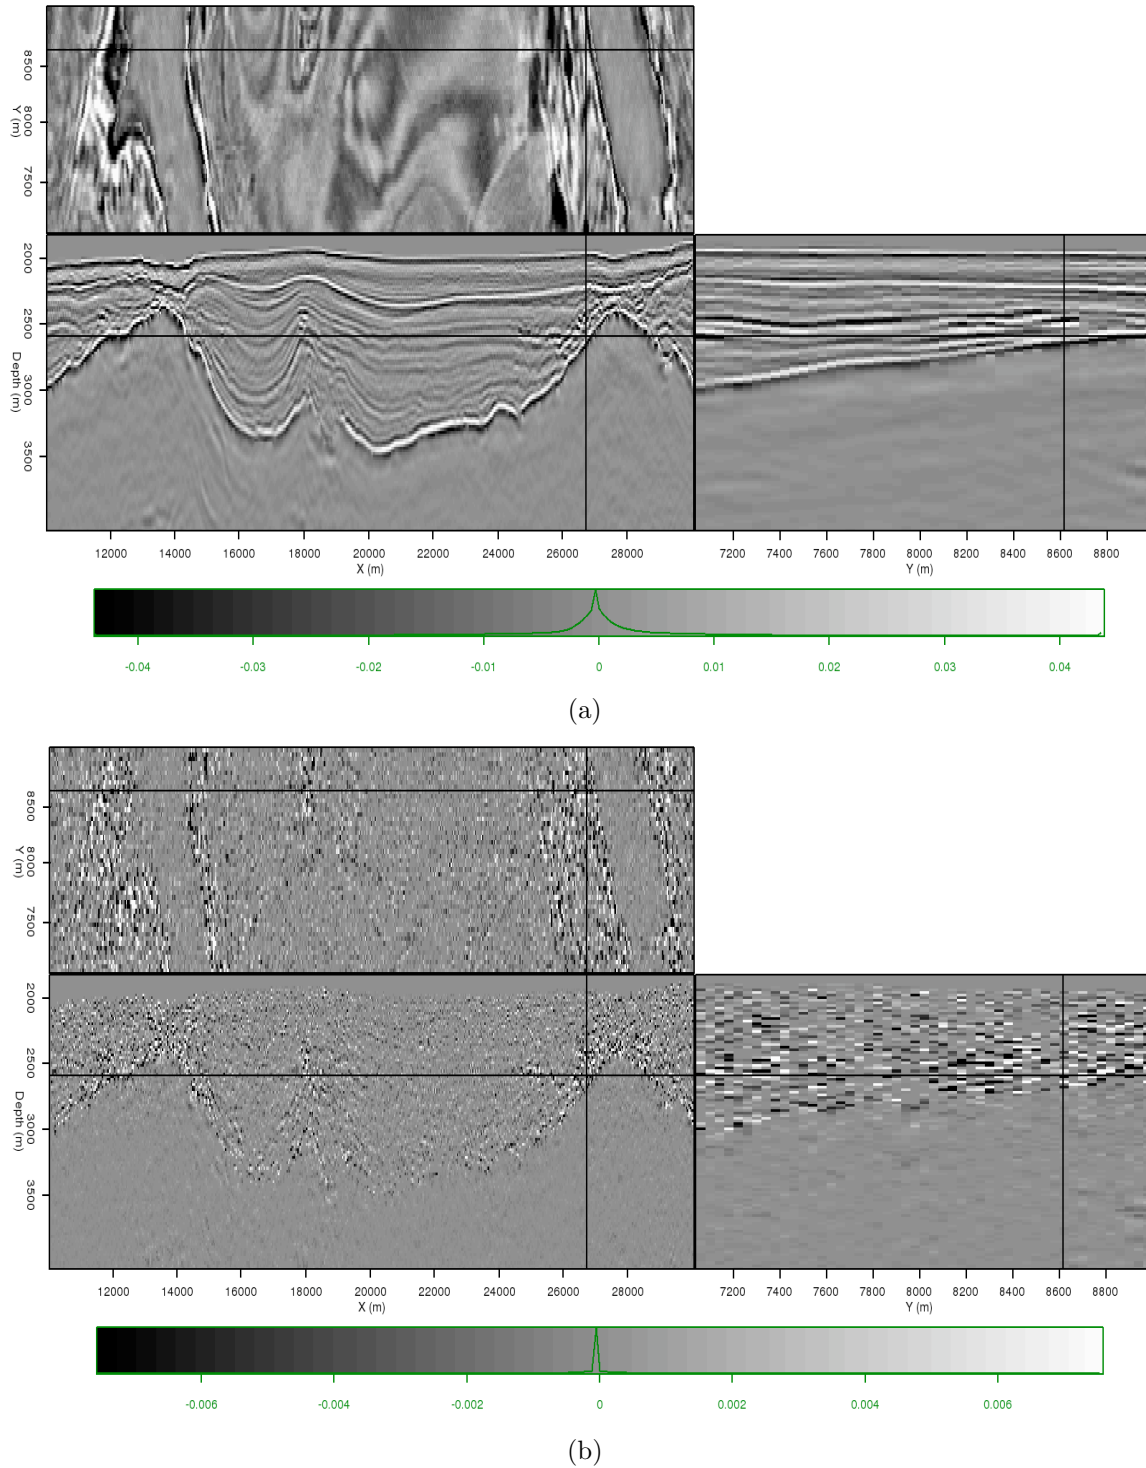 8500
8000
7500
Y (m)
2000
2500
3000
3500
Depth (m)
12000 14000 16000 18000 20000 22000 24000 26000 28000
X (m)
7200 7400 7600 7800 8000 8200 8400 8600 8800
Y (m)
-0.04 -0.03 -0.02 -0.01 0 0.01 0.02 0.03 0.04
(a)
8500
8000
7500
Y (m)
2000
2500
3000
3500
Depth (m)
12000 14000 16000 18000 20000 22000 24000 26000 28000
X (m)
7200 7400 7600 7800 8000 8200 8400 8600 8800
Y (m)
-0.006 -0.004 -0.002 0 0.002 0.004 0.006
(b)